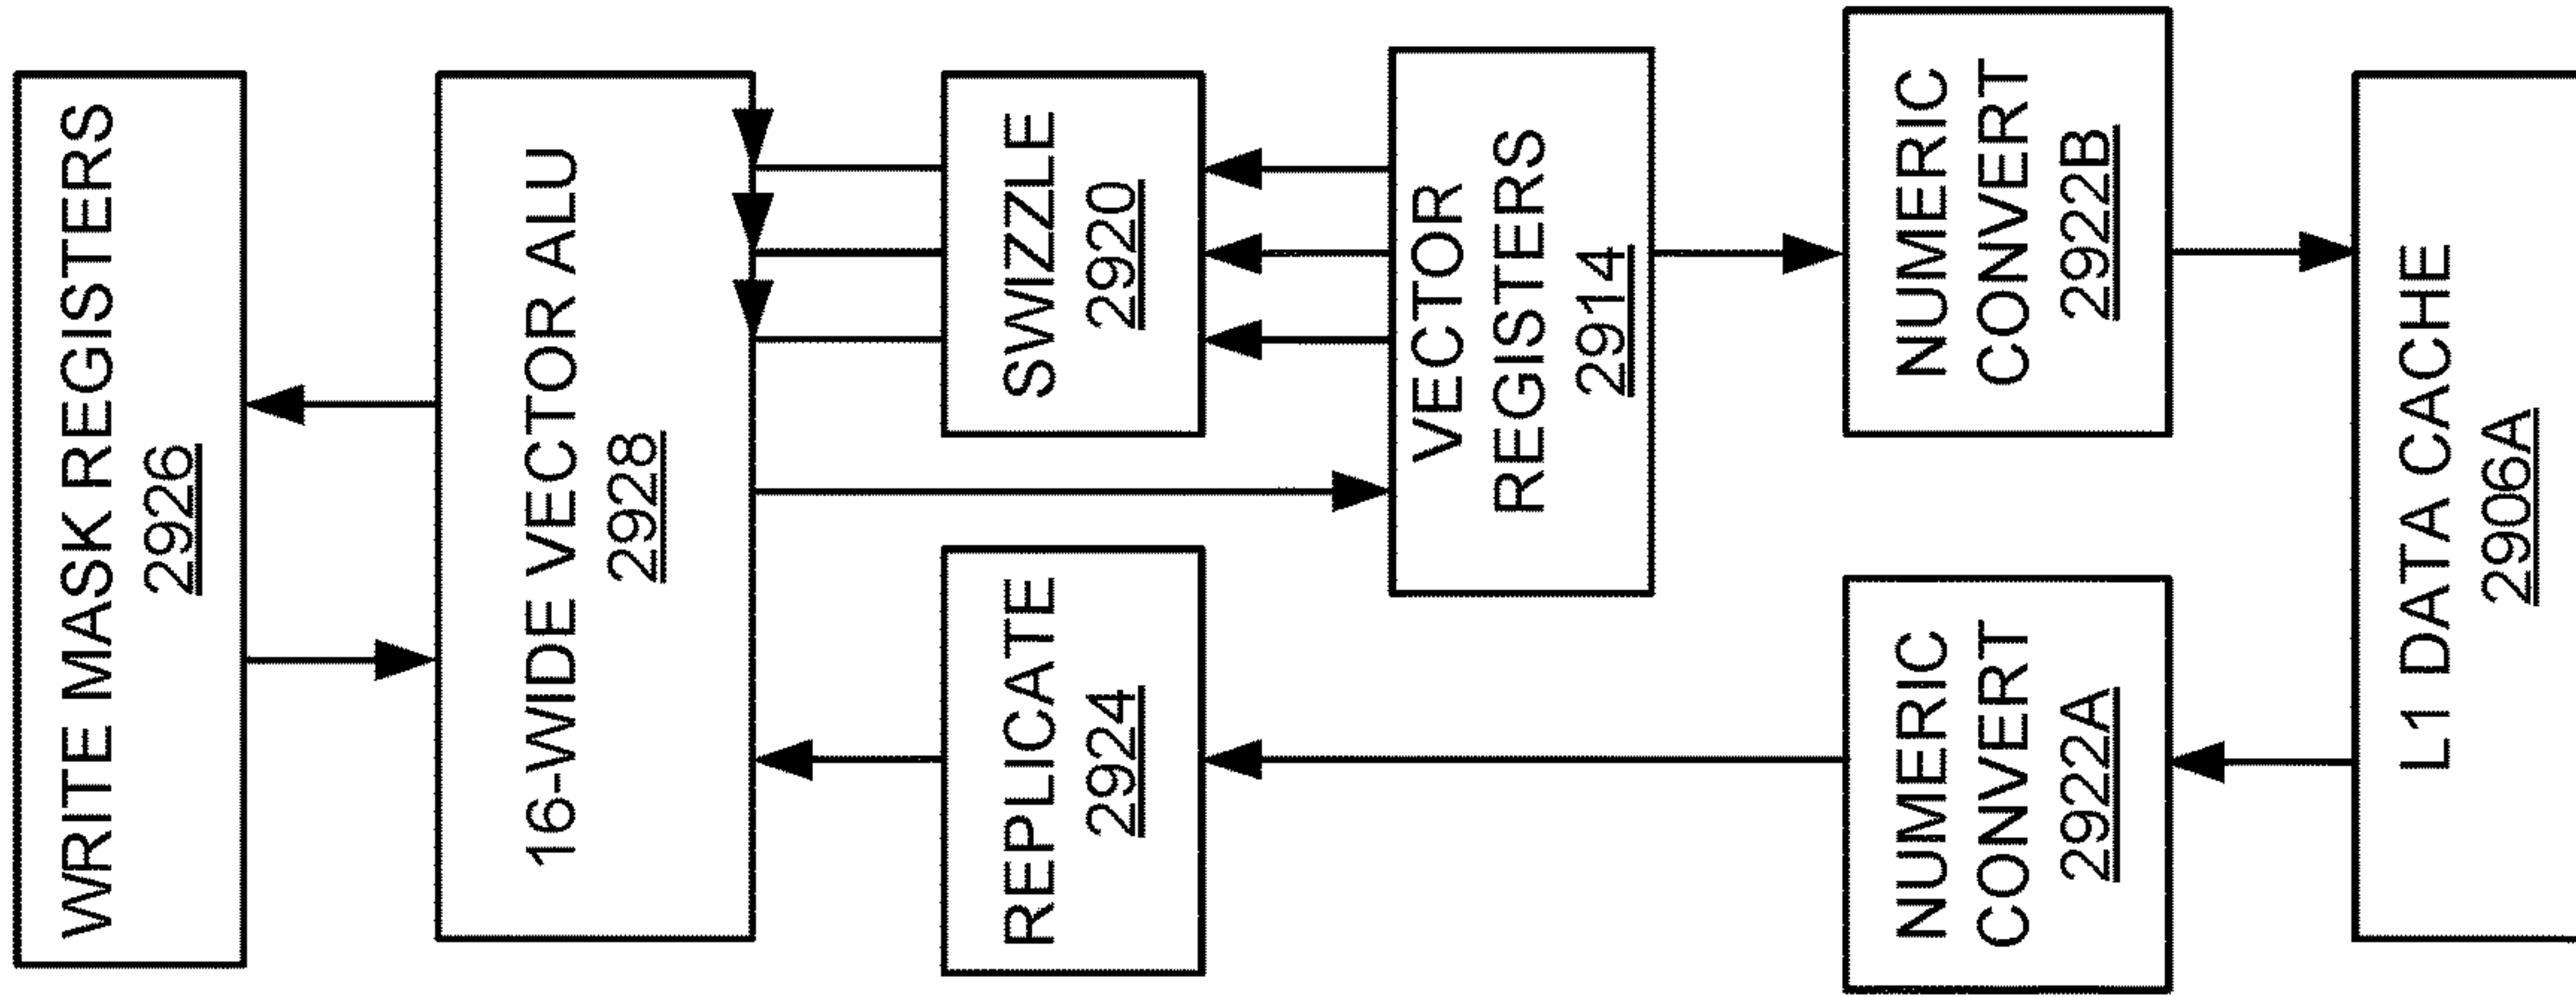 WRITE MASK REGISTERS
2926
16-WIDE VECTOR ALU
2928
REPLICATE
2924
SWIZZLE
2920
VECTOR
REGISTERS
2914
NUMERIC
CONVERT
2922A
NUMERIC
CONVERT
2922B
L1 DATA CACHE
2906A